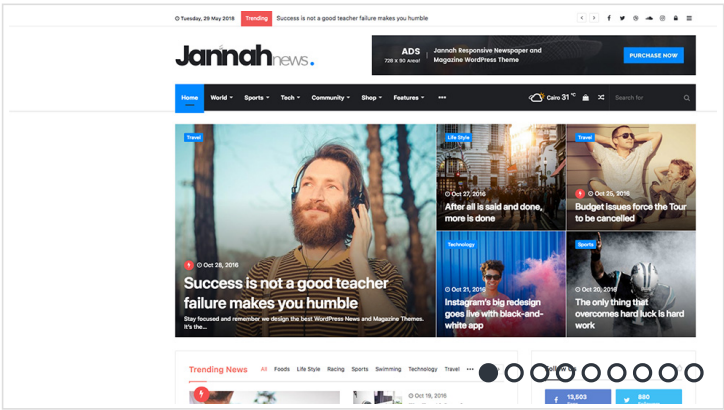 Tuesday, 29 May 2018 Trending Success is not a good teacher failure makes you humble
Jannah news.
ADS
728 X 90 Area!
Jannah Responsive Newspaper and
Magazine WordPress Theme
PURCHASE NOW
Home World Sports Tech Community Shop Features ••• Cairo 31 °C Search for
Travel
Oct 28, 2016
Success is not a good teacher
failure makes you humble
Stay focused and remember we design the best WordPress News and Magazine Themes.
It's the...
Life Style
Oct 27, 2016
After all is said and done,
more is done
Travel
Oct 25, 2016
Budget issues force the Tour
to be cancelled
Technology
Oct 21, 2016
Instagram's big redesign
goes live with black-and-
white app
Sports
Oct 20, 2016
The only thing that
overcomes hard luck is hard
work
Trending News All Foods Life Style Racing Sports Swimming Technology Travel •••
Oct 19, 2016
Follow Us
13,503
980